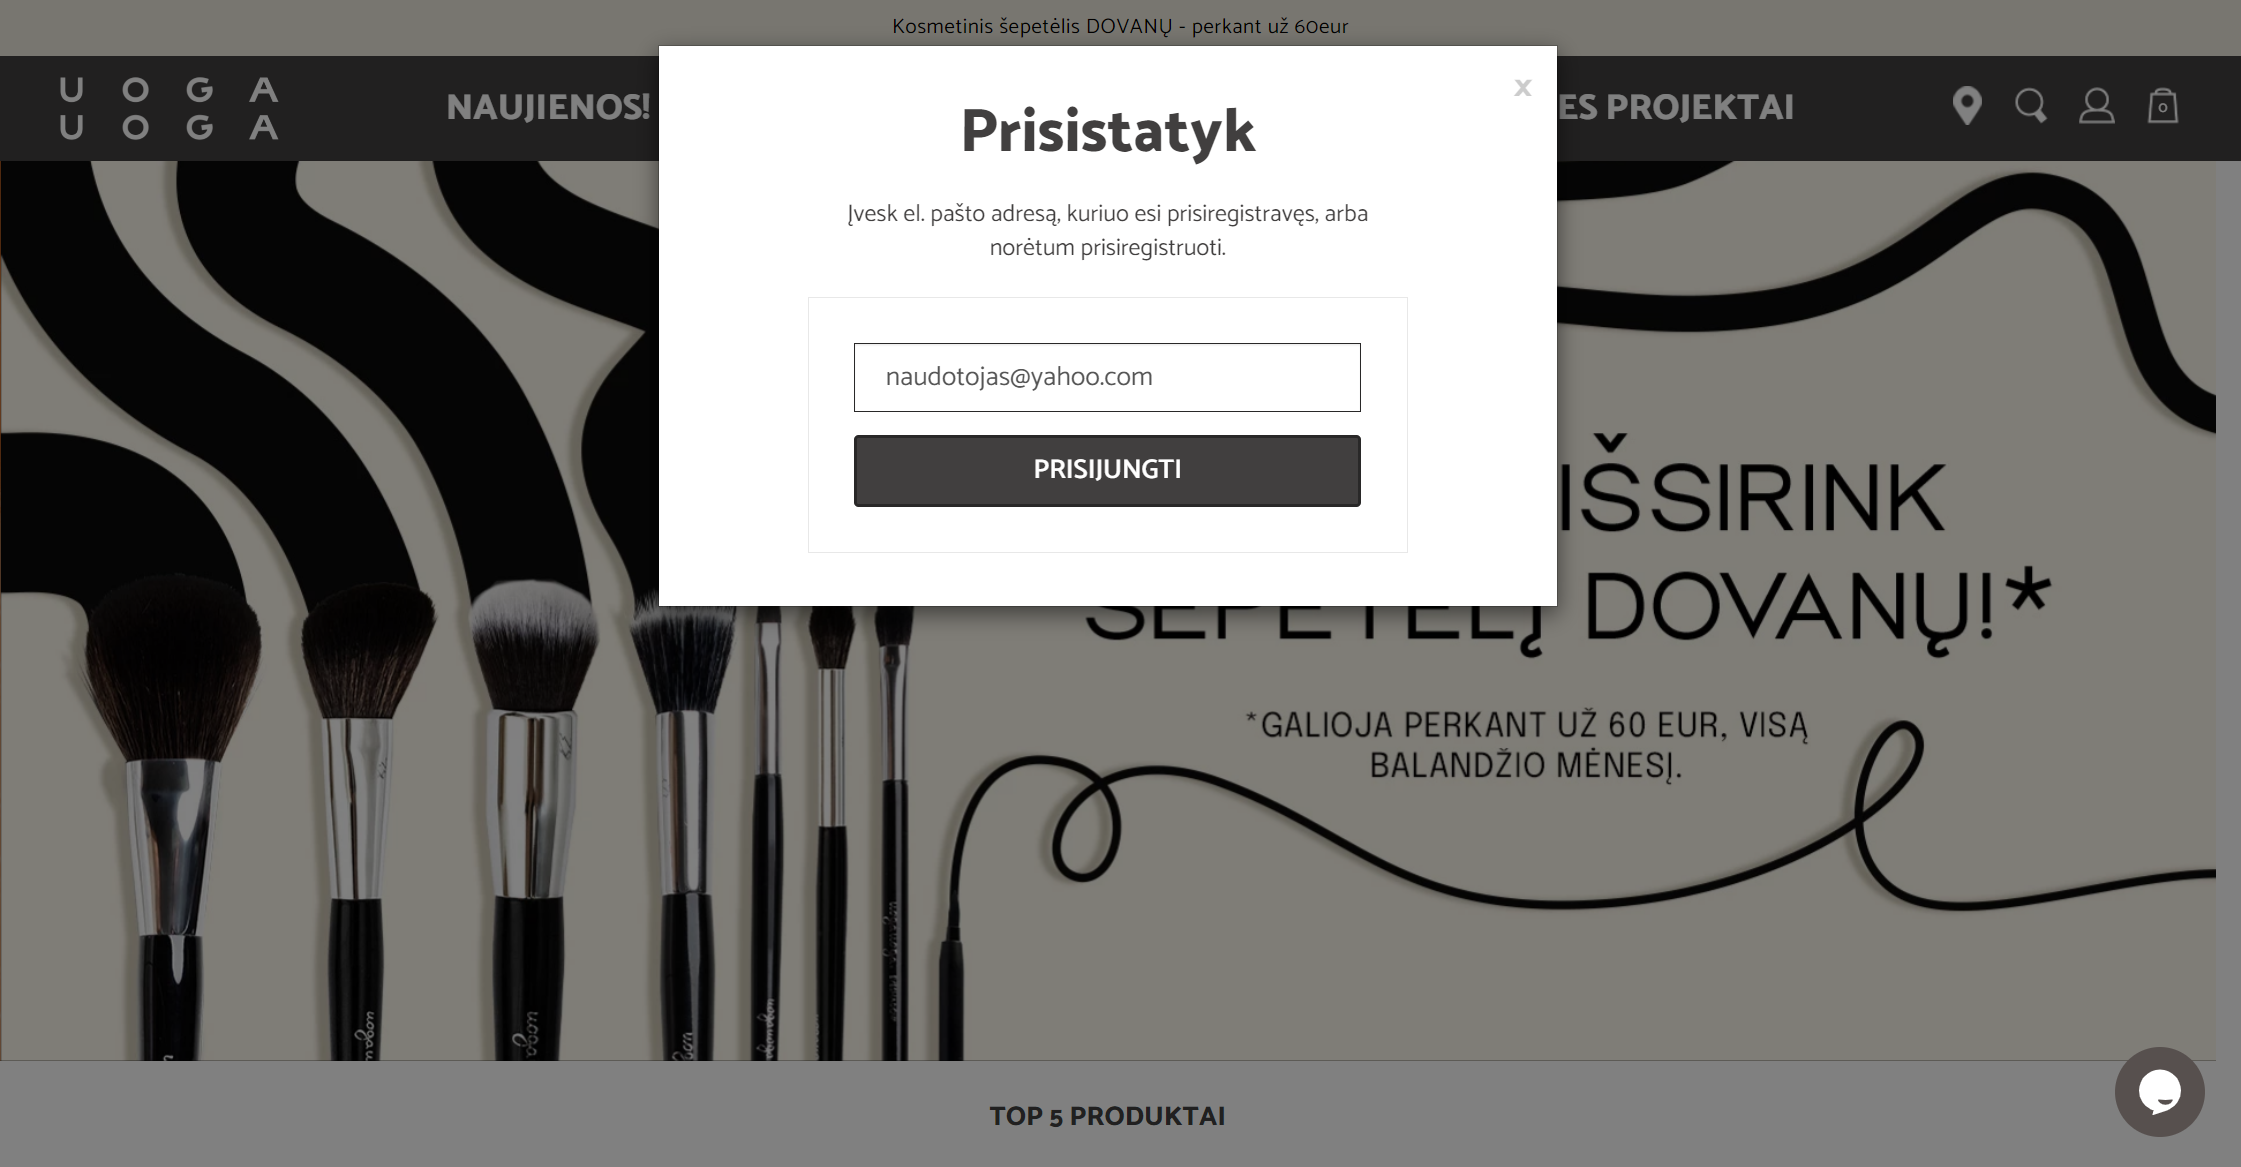 Kosmetinis šepetėlis DOVANŲ - perkant už 60eur
U O G A
U O G A
NAUJIENOS!
ES PROJEKTAI
0
x
Prisistatyk
Įvesk el. pašto adresą, kuriuo esi prisiregistravęs, arba
norėtum prisiregistruoti.
naudotojas@yahoo.com
PRISIJUNGTI
IŠSIRINK
ŠEPETĖLĮ DOVANŲ!*
*GALIOJA PERKANT UŽ 60 EUR, VISĄ
BALANDŽIO MĖNESĮ.
TOP 5 PRODUKTAI